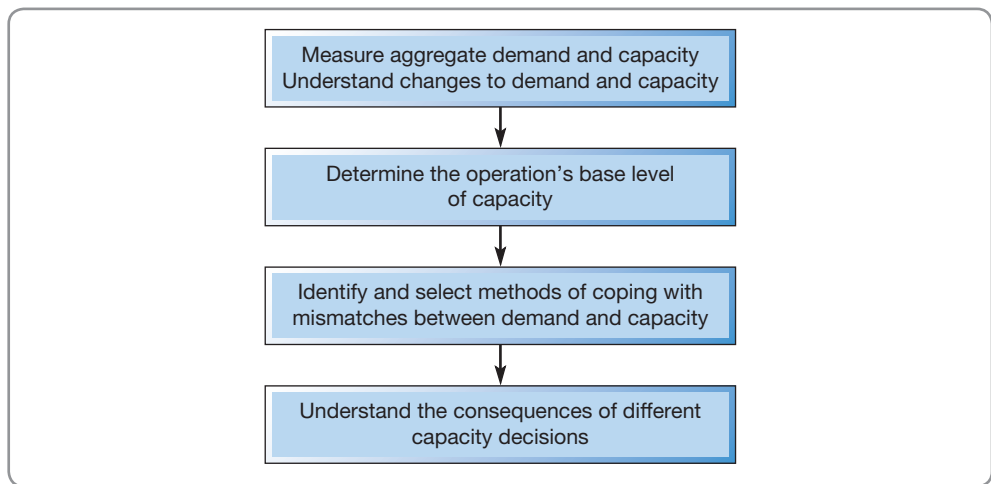 Measure aggregate demand and capacity
Understand changes to demand and capacity
Determine the operation’s base level
of capacity
Identify and select methods of coping with
mismatches between demand and capacity
Understand the consequences of different
capacity decisions